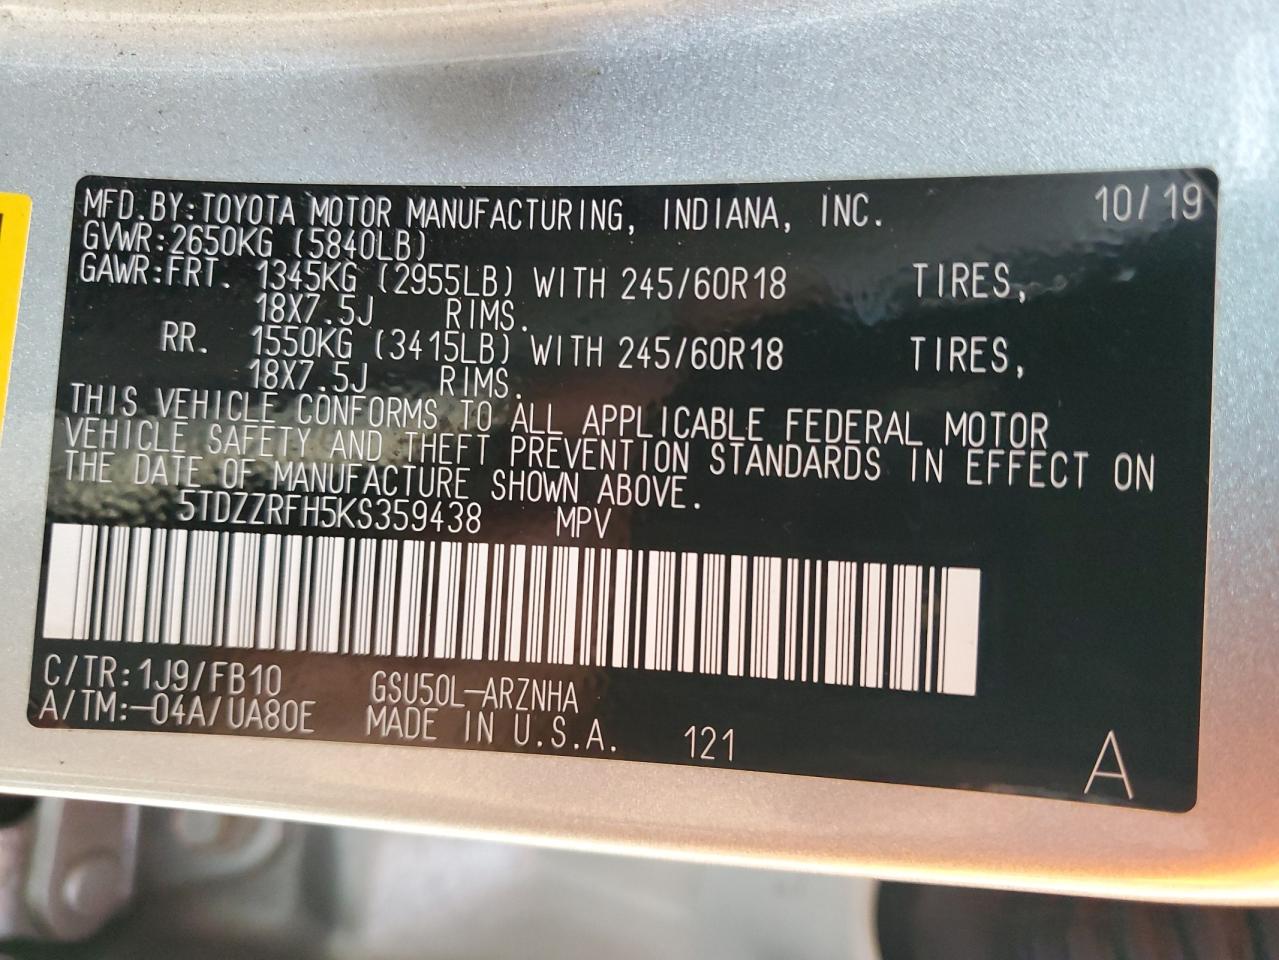 MFD.BY:TOYOTA MOTOR MANUFACTURING, INDIANA, INC. 10/19
GVWR:2650KG (5840LB)
GAWR:FRT. 1345KG (2955LB) WITH 245/60R18 TIRES,
18X7.5J RIMS.
RR. 1550KG (3415LB) WITH 245/60R18 TIRES,
18X7.5J RIMS.
THIS VEHICLE CONFORMS TO ALL APPLICABLE FEDERAL MOTOR
VEHICLE SAFETY AND THEFT PREVENTION STANDARDS IN EFFECT ON
THE DATE OF MANUFACTURE SHOWN ABOVE.
5TDZZRFH5KS359438 MPV
C/TR:1J9/FB10 GSU50L-ARZNHA
A/TM:-04A/UA80E MADE IN U.S.A. 121 A